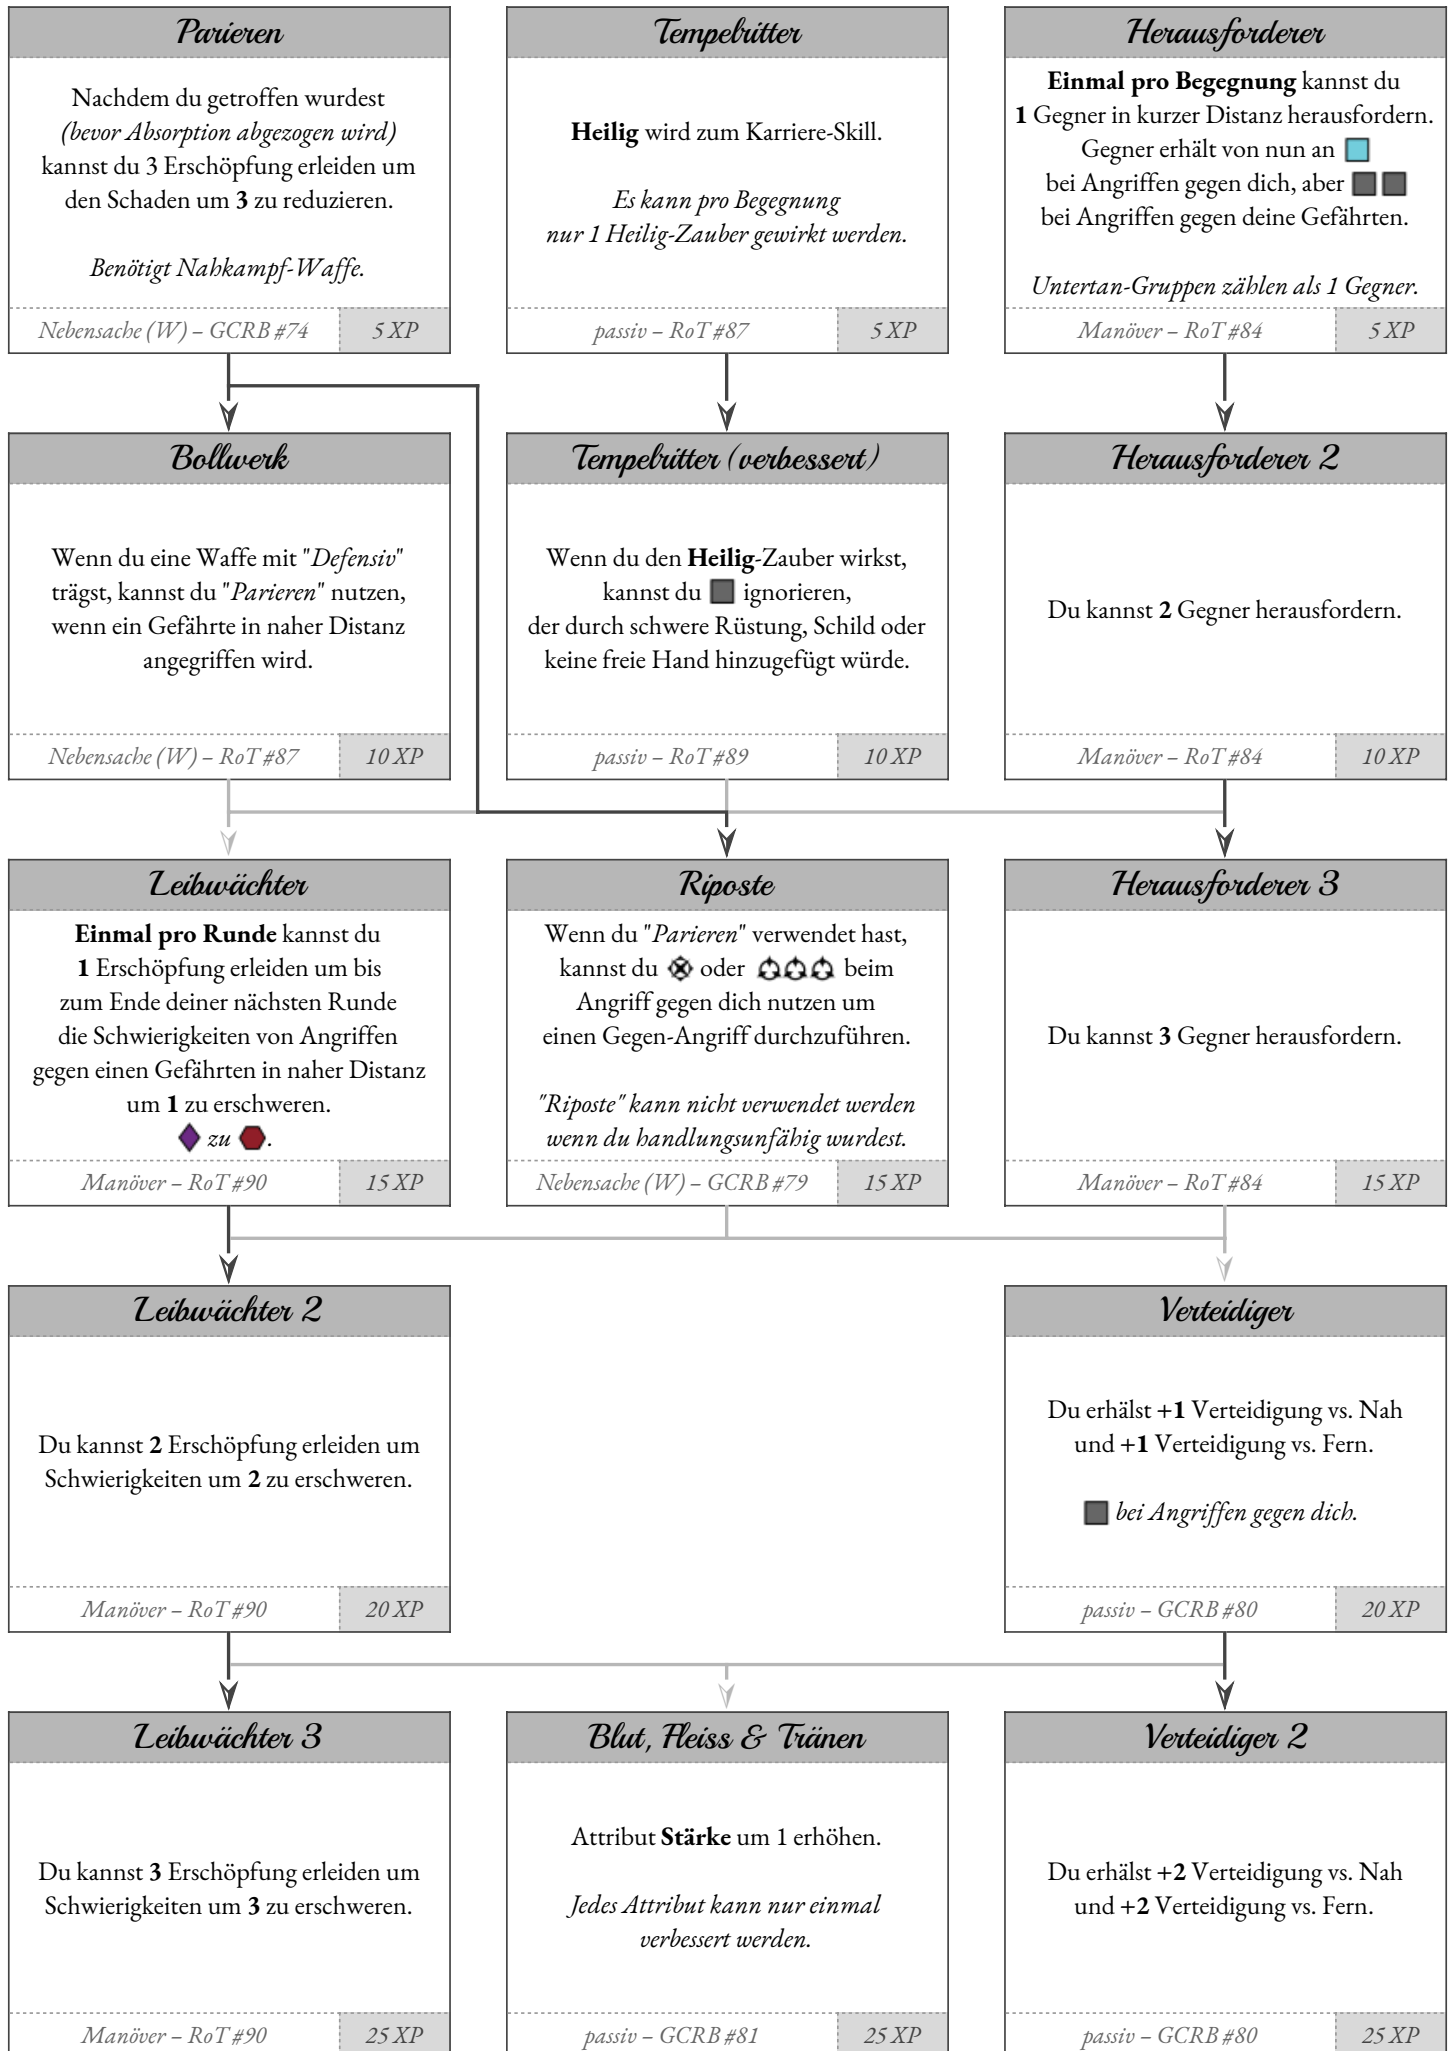 Parieren
Nachdem du getroffen wurdest
(bevor Absorption abgezogen wird)
kannst du 3 Erschöpfung erleiden um
den Schaden um 3 zu reduzieren.
Benötigt Nahkampf-Waffe.
Nebensache (W) – GCRB #74
5 XP
Tempelritter
Heilig wird zum Karriere-Skill.
Es kann pro Begegnung
nur 1 Heilig-Zauber gewirkt werden.
passiv – RoT #87
5 XP
Herausforderer
Einmal pro Begegnung kannst du
1 Gegner in kurzer Distanz herausfordern.
Gegner erhält von nun an
bei Angriffen gegen dich, aber
bei Angriffen gegen deine Gefährten.
Untertan-Gruppen zählen als 1 Gegner.
Manöver – RoT #84
5 XP
Bollwerk
Wenn du eine Waffe mit "Defensiv"
trägst, kannst du "Parieren" nutzen,
wenn ein Gefährte in naher Distanz
angegriffen wird.
Nebensache (W) – RoT #87
10 XP
Tempelritter (verbessert)
Wenn du den Heilig-Zauber wirkst,
kannst du ignorieren,
der durch schwere Rüstung, Schild oder
keine freie Hand hinzugefügt würde.
passiv – RoT #89
10 XP
Herausforderer 2
Du kannst 2 Gegner herausfordern.
Manöver – RoT #84
10 XP
Leibwächter
Einmal pro Runde kannst du
1 Erschöpfung erleiden um bis
zum Ende deiner nächsten Runde
die Schwierigkeiten von Angriffen
gegen einen Gefährten in naher Distanz
um 1 zu erschweren.
zu .
Manöver – RoT #90
15 XP
Riposte
Wenn du "Parieren" verwendet hast,
kannst du oder beim
Angriff gegen dich nutzen um
einen Gegen-Angriff durchzuführen.
"Riposte" kann nicht verwendet werden
wenn du handlungsunfähig wurdest.
Nebensache (W) – GCRB #79
15 XP
Herausforderer 3
Du kannst 3 Gegner herausfordern.
Manöver – RoT #84
15 XP
Leibwächter 2
Du kannst 2 Erschöpfung erleiden um
Schwierigkeiten um 2 zu erschweren.
Manöver – RoT #90
20 XP
Verteidiger
Du erhälst +1 Verteidigung vs. Nah
und +1 Verteidigung vs. Fern.
bei Angriffen gegen dich.
passiv – GCRB #80
20 XP
Leibwächter 3
Du kannst 3 Erschöpfung erleiden um
Schwierigkeiten um 3 zu erschweren.
Manöver – RoT #90
25 XP
Blut, Fleiss & Tränen
Attribut Stärke um 1 erhöhen.
Jedes Attribut kann nur einmal
verbessert werden.
passiv – GCRB #81
25 XP
Verteidiger 2
Du erhälst +2 Verteidigung vs. Nah
und +2 Verteidigung vs. Fern.
passiv – GCRB #80
25 XP